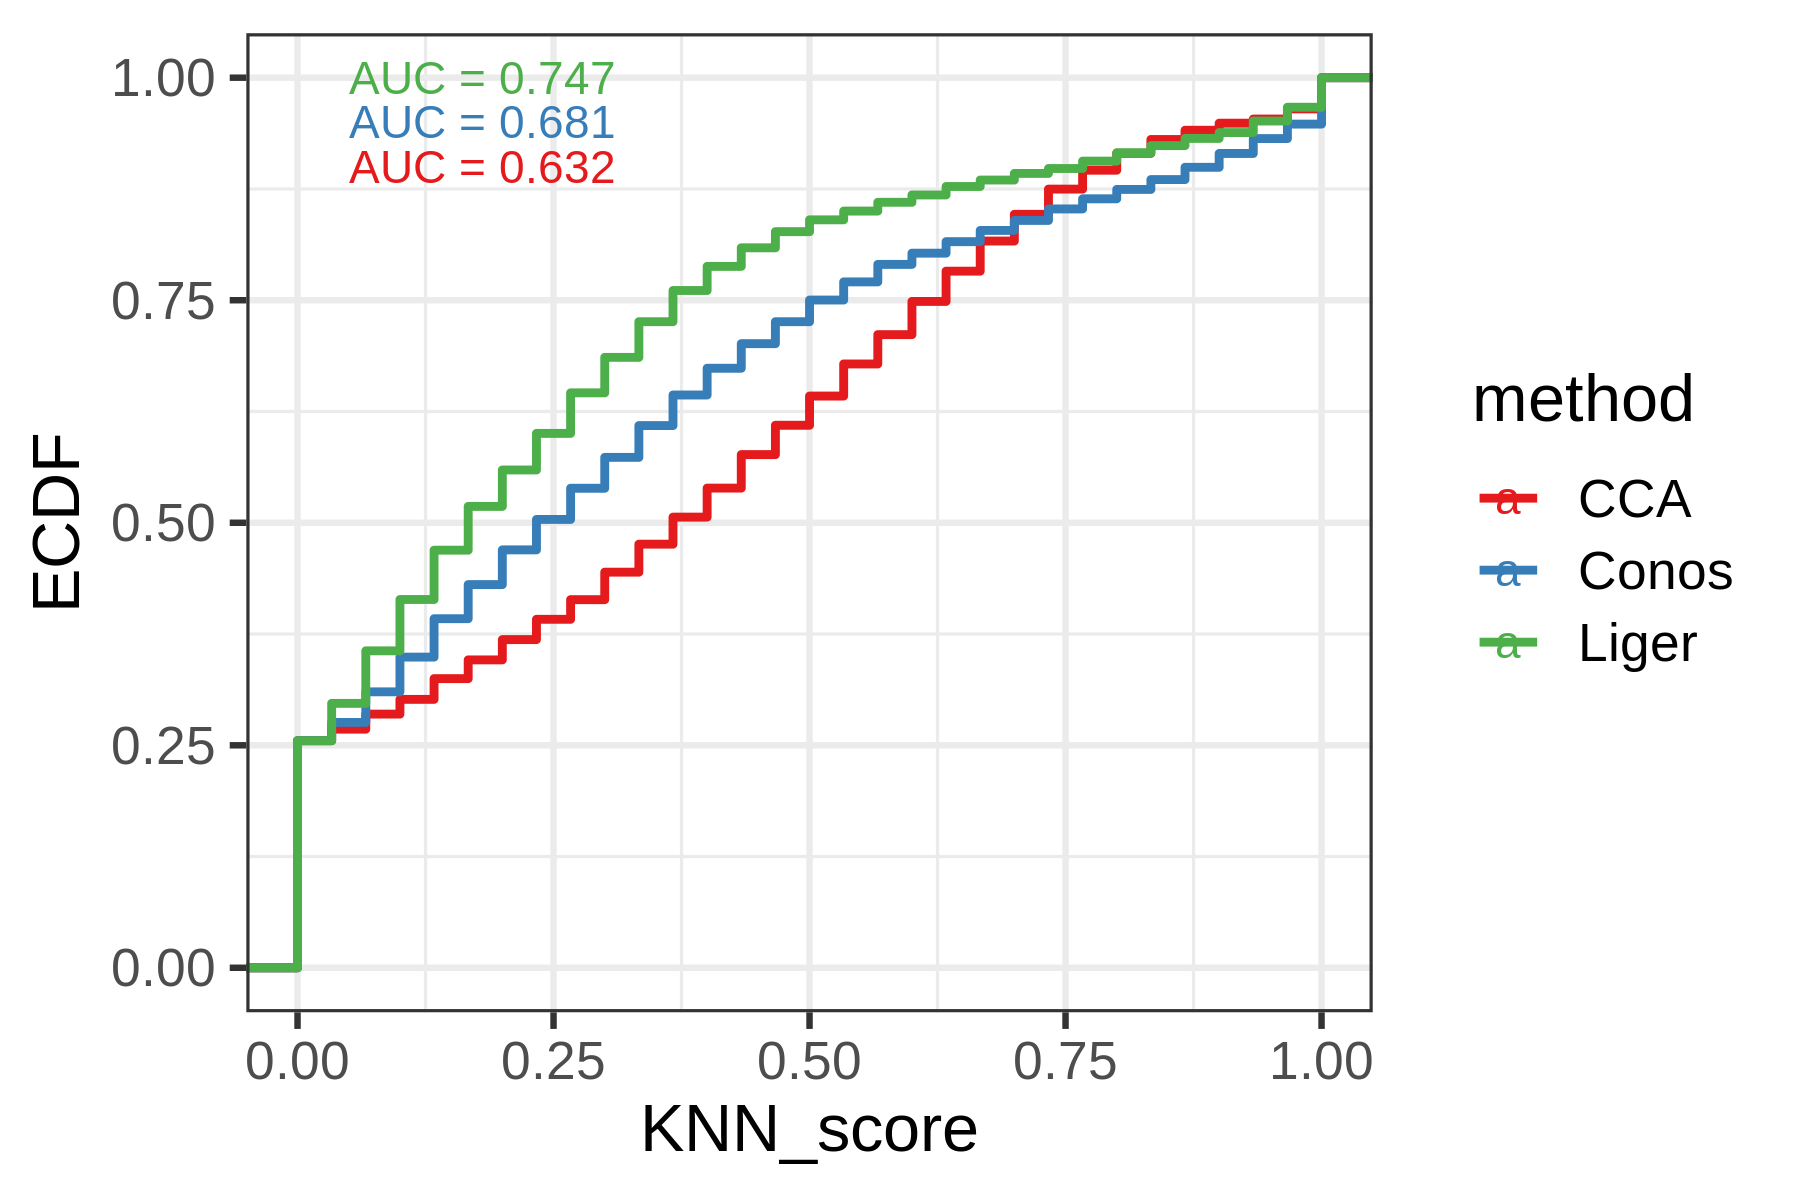 AUC = 0.747
AUC = 0.681
AUC = 0.632
1.00
0.75
0.50
0.25
0.00
ECDF
0.00 0.25 0.50 0.75 1.00
KNN_score
method
a CCA
a Conos
a Liger